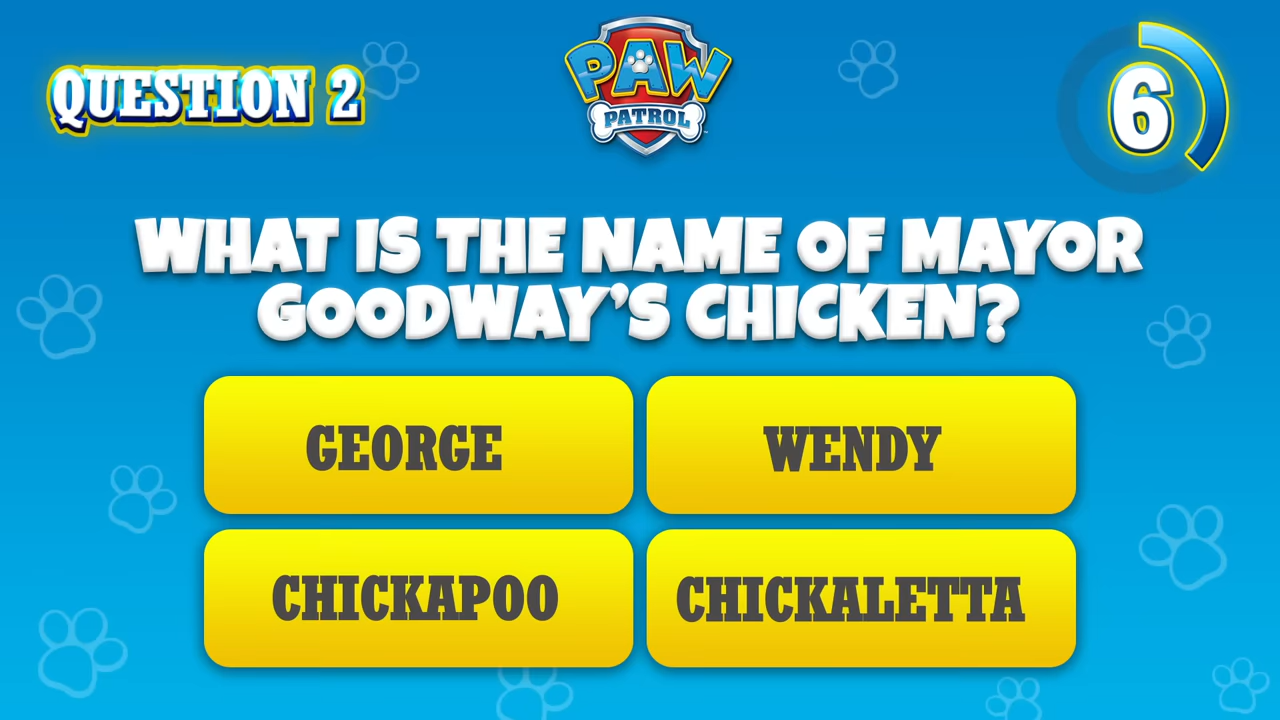 QUESTION 2
PAW
PATROL
6
WHAT IS THE NAME OF MAYOR
GOODWAY'S CHICKEN?
GEORGE
WENDY
CHICKAPOO
CHICKALETTA